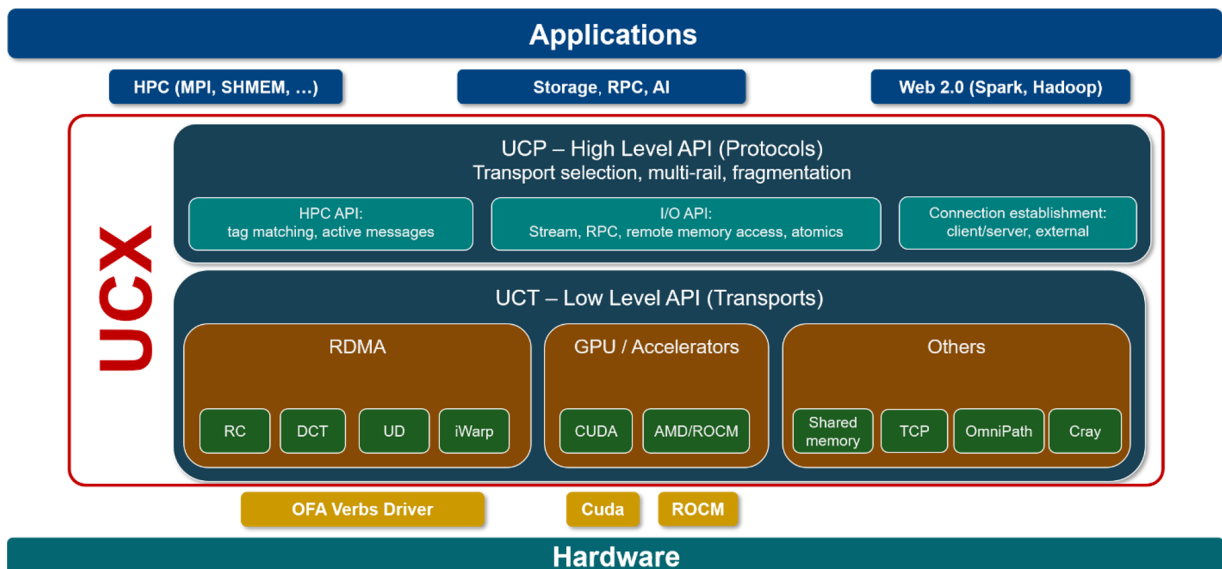 Applications
HPC (MPI, SHMEM, …)
Storage, RPC, AI
Web 2.0 (Spark, Hadoop)
UCX
UCP – High Level API (Protocols)
Transport selection, multi-rail, fragmentation
HPC API:
tag matching, active messages
I/O API:
Stream, RPC, remote memory access, atomics
Connection establishment:
client/server, external
UCT – Low Level API (Transports)
RDMA
RC
DCT
UD
iWarp
GPU / Accelerators
CUDA
AMD/ROCM
Others
Shared
memory
TCP
OmniPath
Cray
OFA Verbs Driver
Cuda
ROCM
Hardware